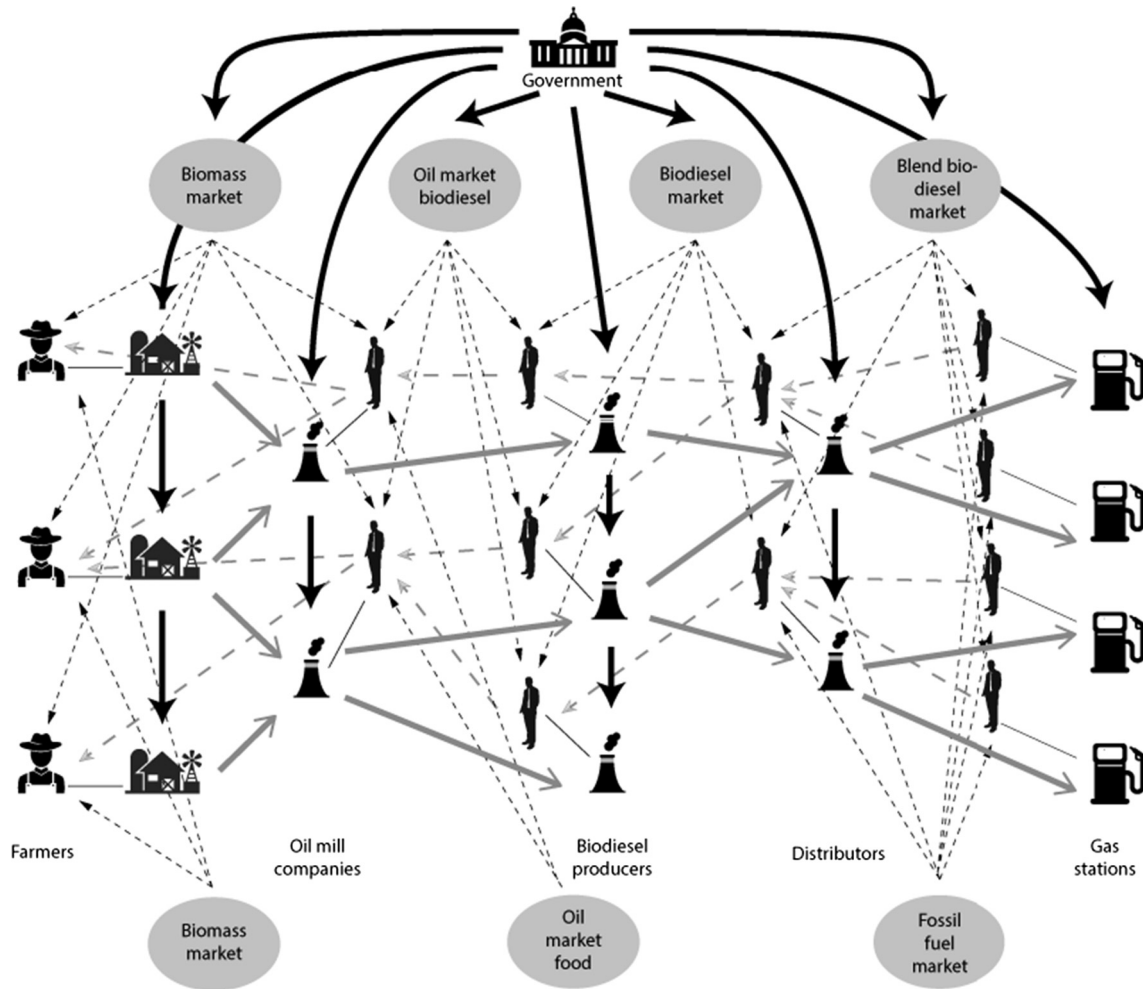 Government
Biomass
market
Oil market
biodiesel
Biodiesel
market
Blend bio-
diesel
market
Farmers
Oil mill
companies
Biodiesel
producers
Distributors
Gas
stations
Biomass
market
Oil
market
food
Fossil
fuel
market